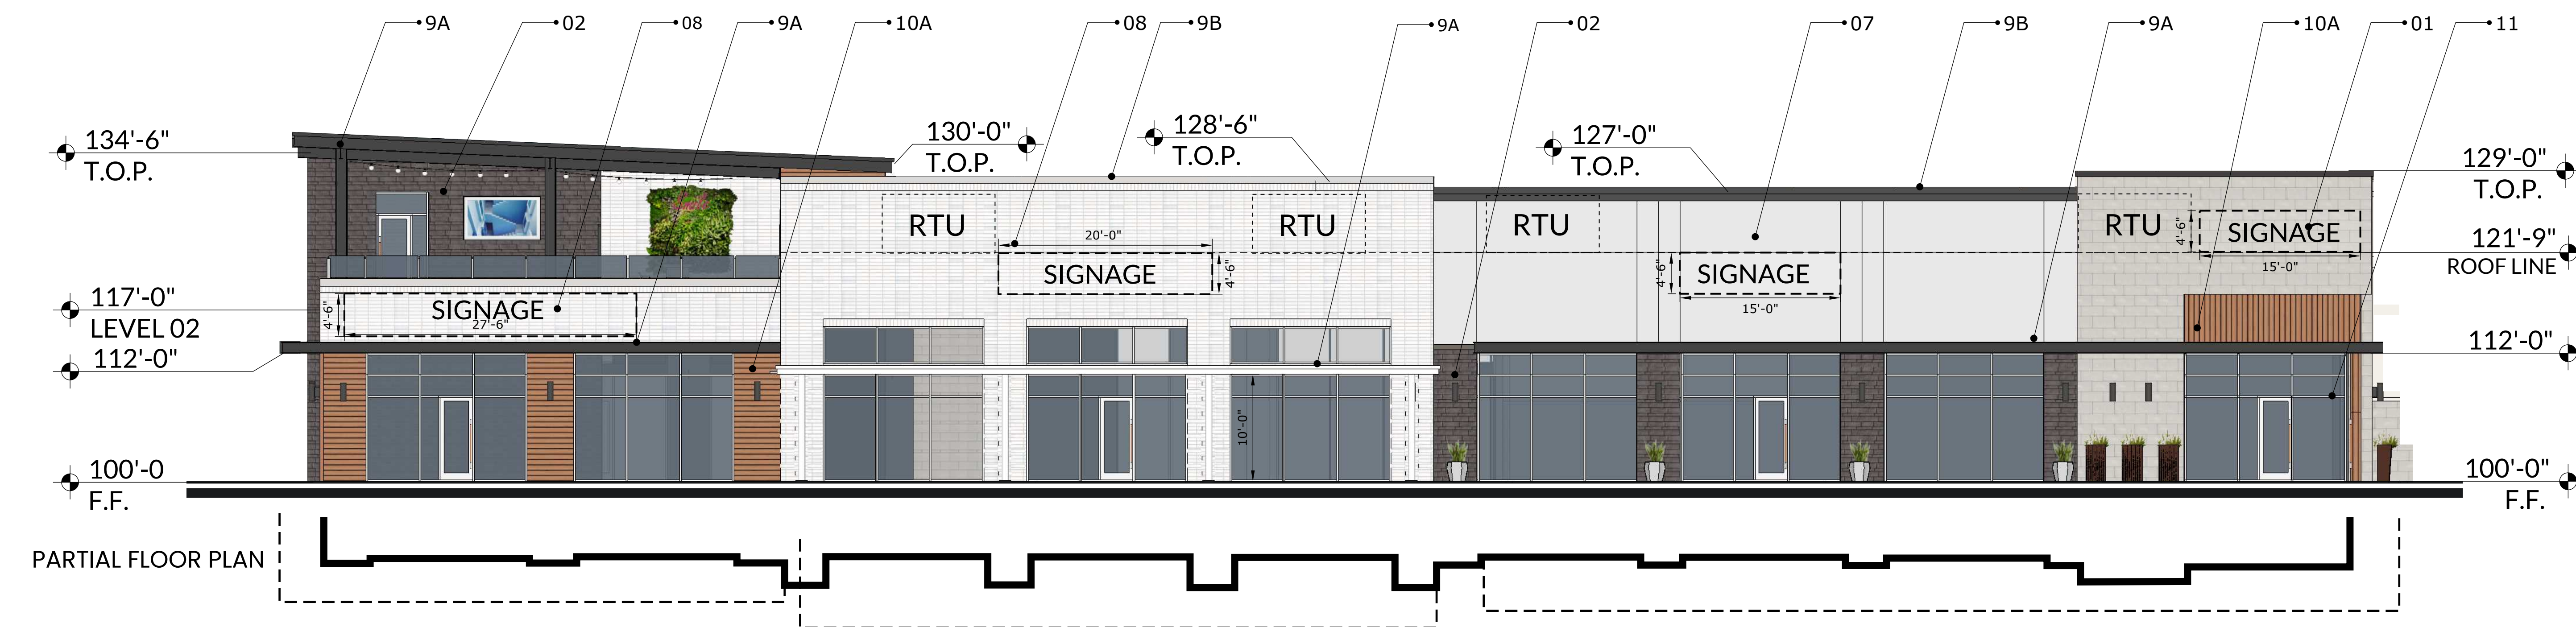 9A 02 08 9A 10A 08 9B 9A 02 07 9B 9A 10A 01 11
134'-6"
T.O.P.
130'-0"
T.O.P.
128'-6"
T.O.P.
127'-0"
T.O.P.
129'-0"
T.O.P.
RTU RTU RTU RTU
4'-6" SIGNAGE
15'-0"
20'-0"
121'-9"
ROOF LINE
SIGNAGE 4'-6"
4'-6" SIGNAGE
15'-0"
117'-0"
LEVEL 02
4'-6" SIGNAGE
27'-6"
112'-0"
112'-0"
10'-0"
100'-0
F.F.
100'-0"
F.F.
PARTIAL FLOOR PLAN